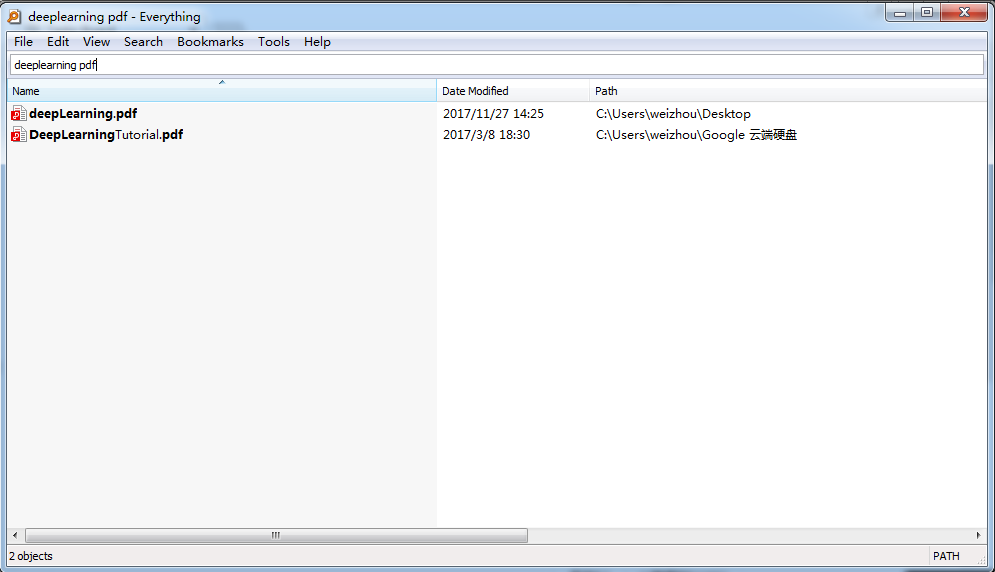 deeplearning pdf - Everything
File Edit View Search Bookmarks Tools Help
deeplearning pdf
Name Date Modified Path
deepLearning.pdf 2017/11/27 14:25 C:\Users\weizhou\Desktop
DeepLearningTutorial.pdf 2017/3/8 18:30 C:\Users\weizhou\Google 云端硬盘
2 objects PATH